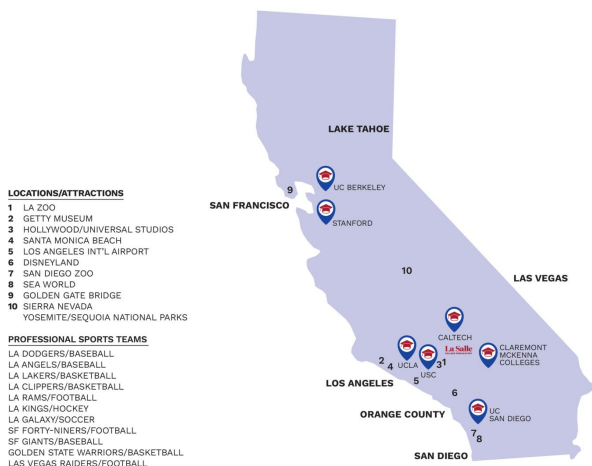 LOCATIONS/ATTRACTIONS
1 LA ZOO
2 GETTY MUSEUM
3 HOLLYWOOD/UNIVERSAL STUDIOS
4 SANTA MONICA BEACH
5 LOS ANGELES INT'L AIRPORT
6 DISNEYLAND
7 SAN DIEGO ZOO
8 SEA WORLD
9 GOLDEN GATE BRIDGE
10 SIERRA NEVADA
YOSEMITE/SEQUOIA NATIONAL PARKS
PROFESSIONAL SPORTS TEAMS
LA DODGERS/BASEBALL
LA ANGELS/BASEBALL
LA LAKERS/BASKETBALL
LA CLIPPERS/BASKETBALL
LA RAMS/FOOTBALL
LA KINGS/HOCKEY
LA GALAXY/SOCCER
SF FORTY-NINERS/FOOTBALL
SF GIANTS/BASEBALL
GOLDEN STATE WARRIORS/BASKETBALL
LAS VEGAS RAIDERS/FOOTBALL
LAKE TAHOE
9
UC BERKELEY
SAN FRANCISCO
STANFORD
10
LAS VEGAS
CALTECH
La Salle
CLAREMONT
MCKENNA
COLLEGES
2
4
UCLA
3
1
USC
5
LOS ANGELES
6
ORANGE COUNTY
UC
SAN DIEGO
7
8
SAN DIEGO